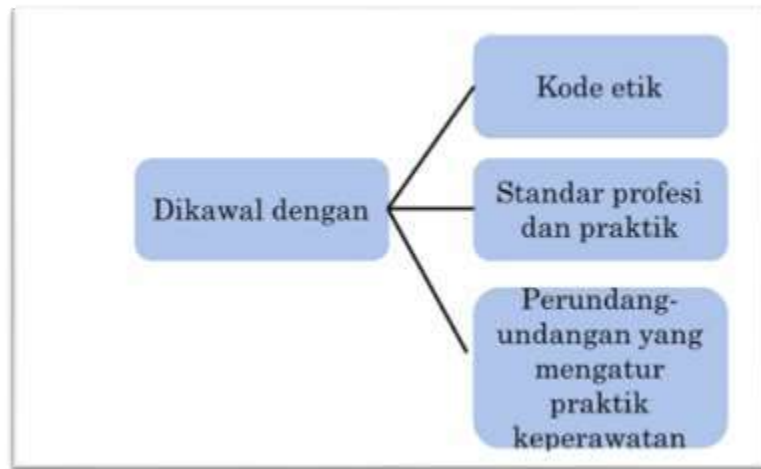 Kode etik
Dikawal dengan
Standar profesi
dan praktik
Perundang-
undangan yang
mengatur
praktik
keperawatan